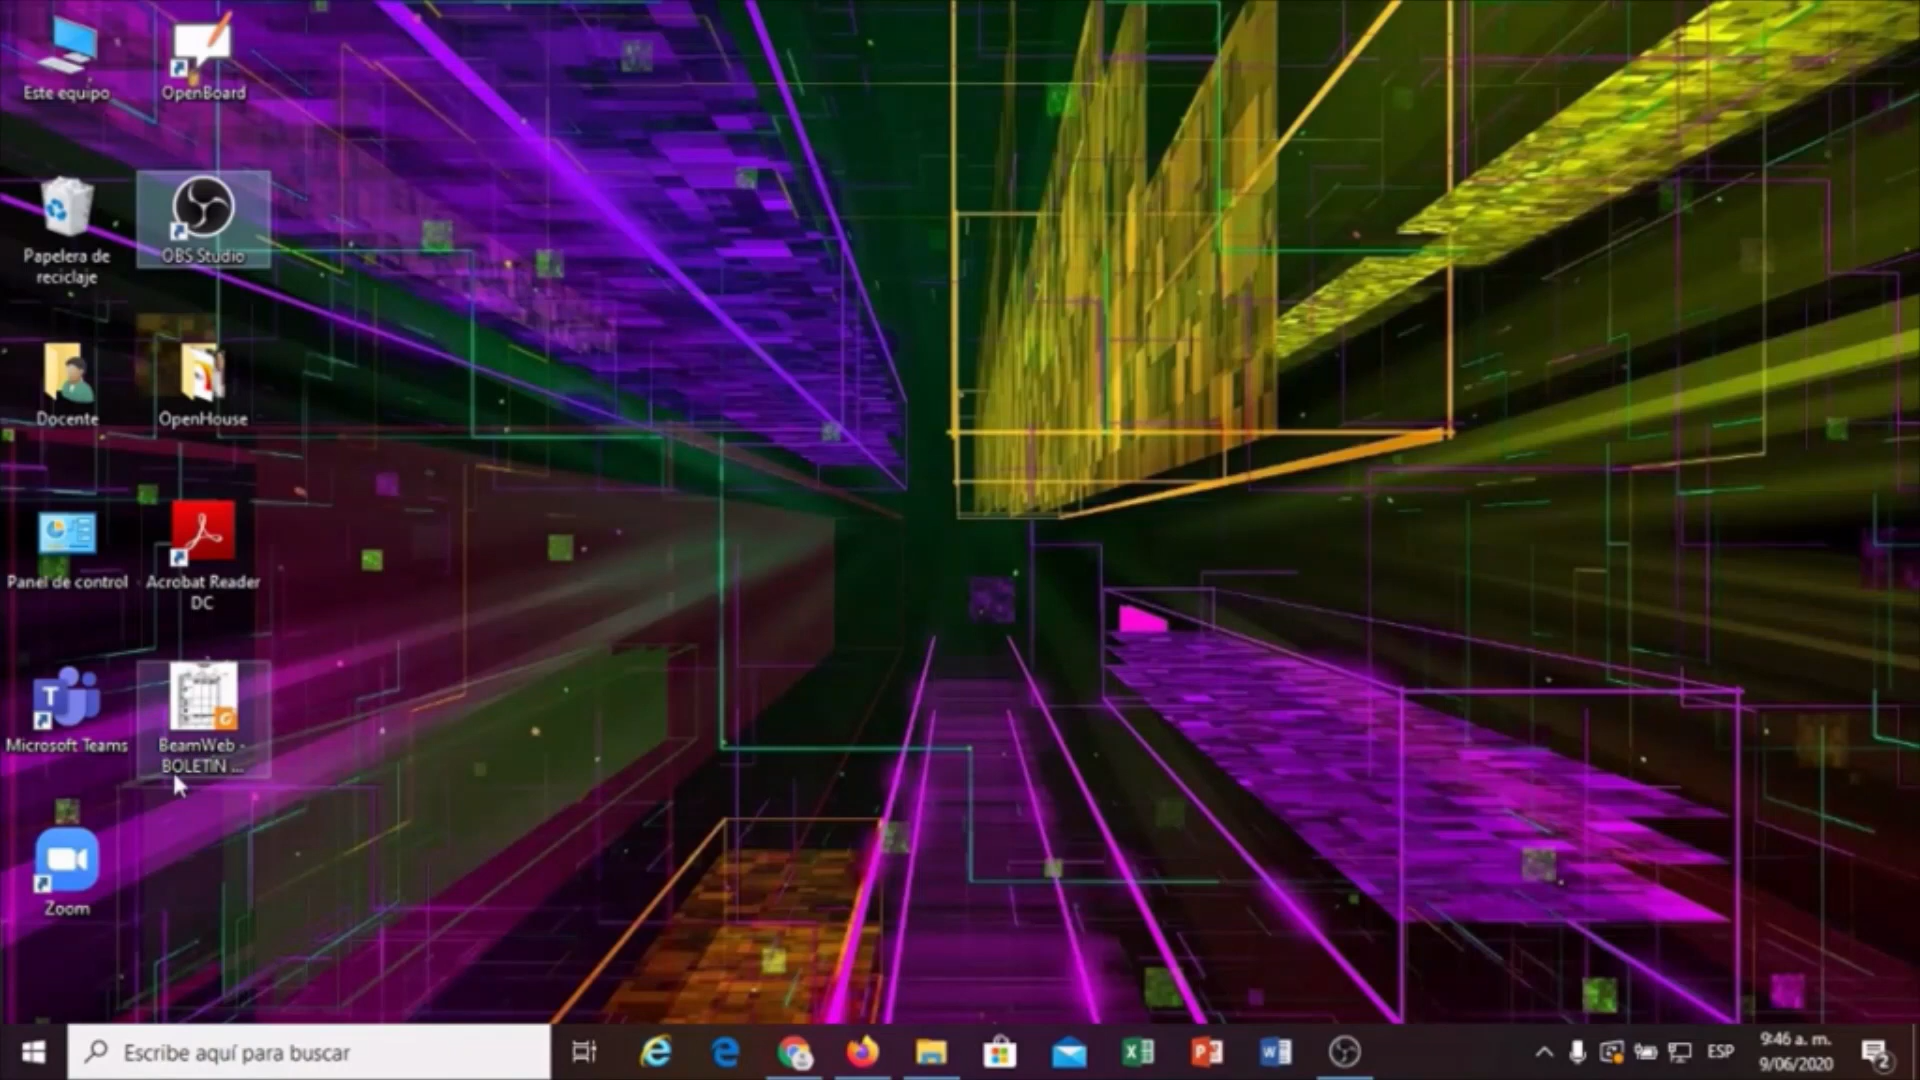 Este equipo
OpenBoard
Papelera de
reciclaje
OBS Studio
Docente
OpenHouse
Panel de control
Acrobat Reader
DC
Microsoft Teams
BeamWeb -
BOLETIN ...
Zoom
Escribe aquí para buscar
ESP
9:46 a. m.
9/06/2020
2